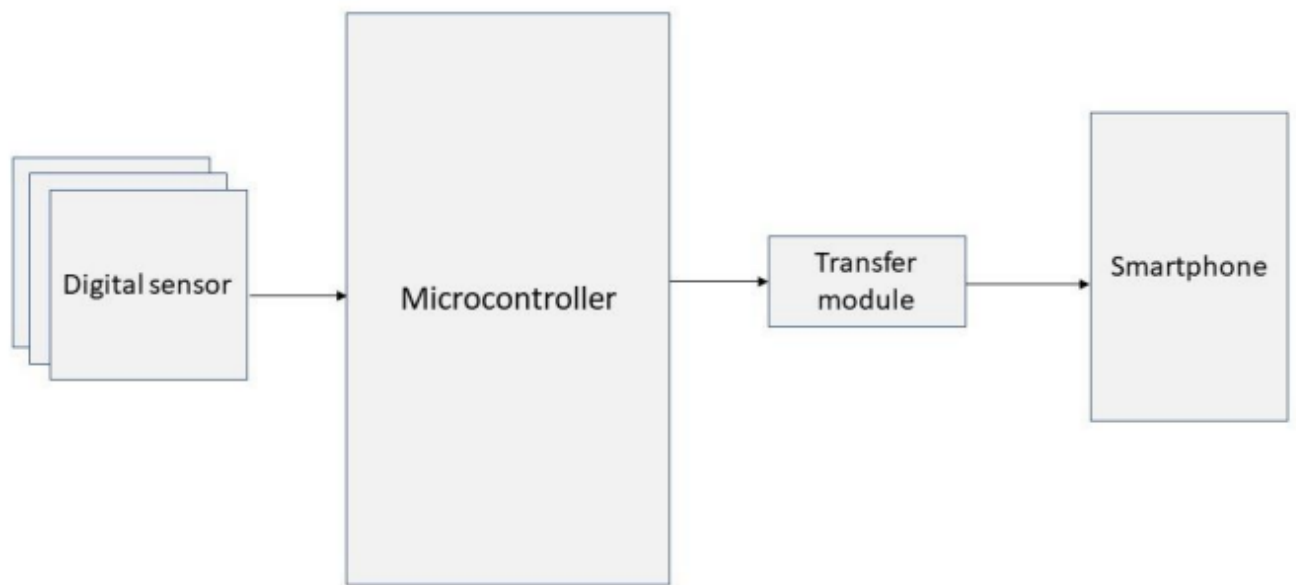 Digital sensor
Microcontroller
Transfer
module
Smartphone